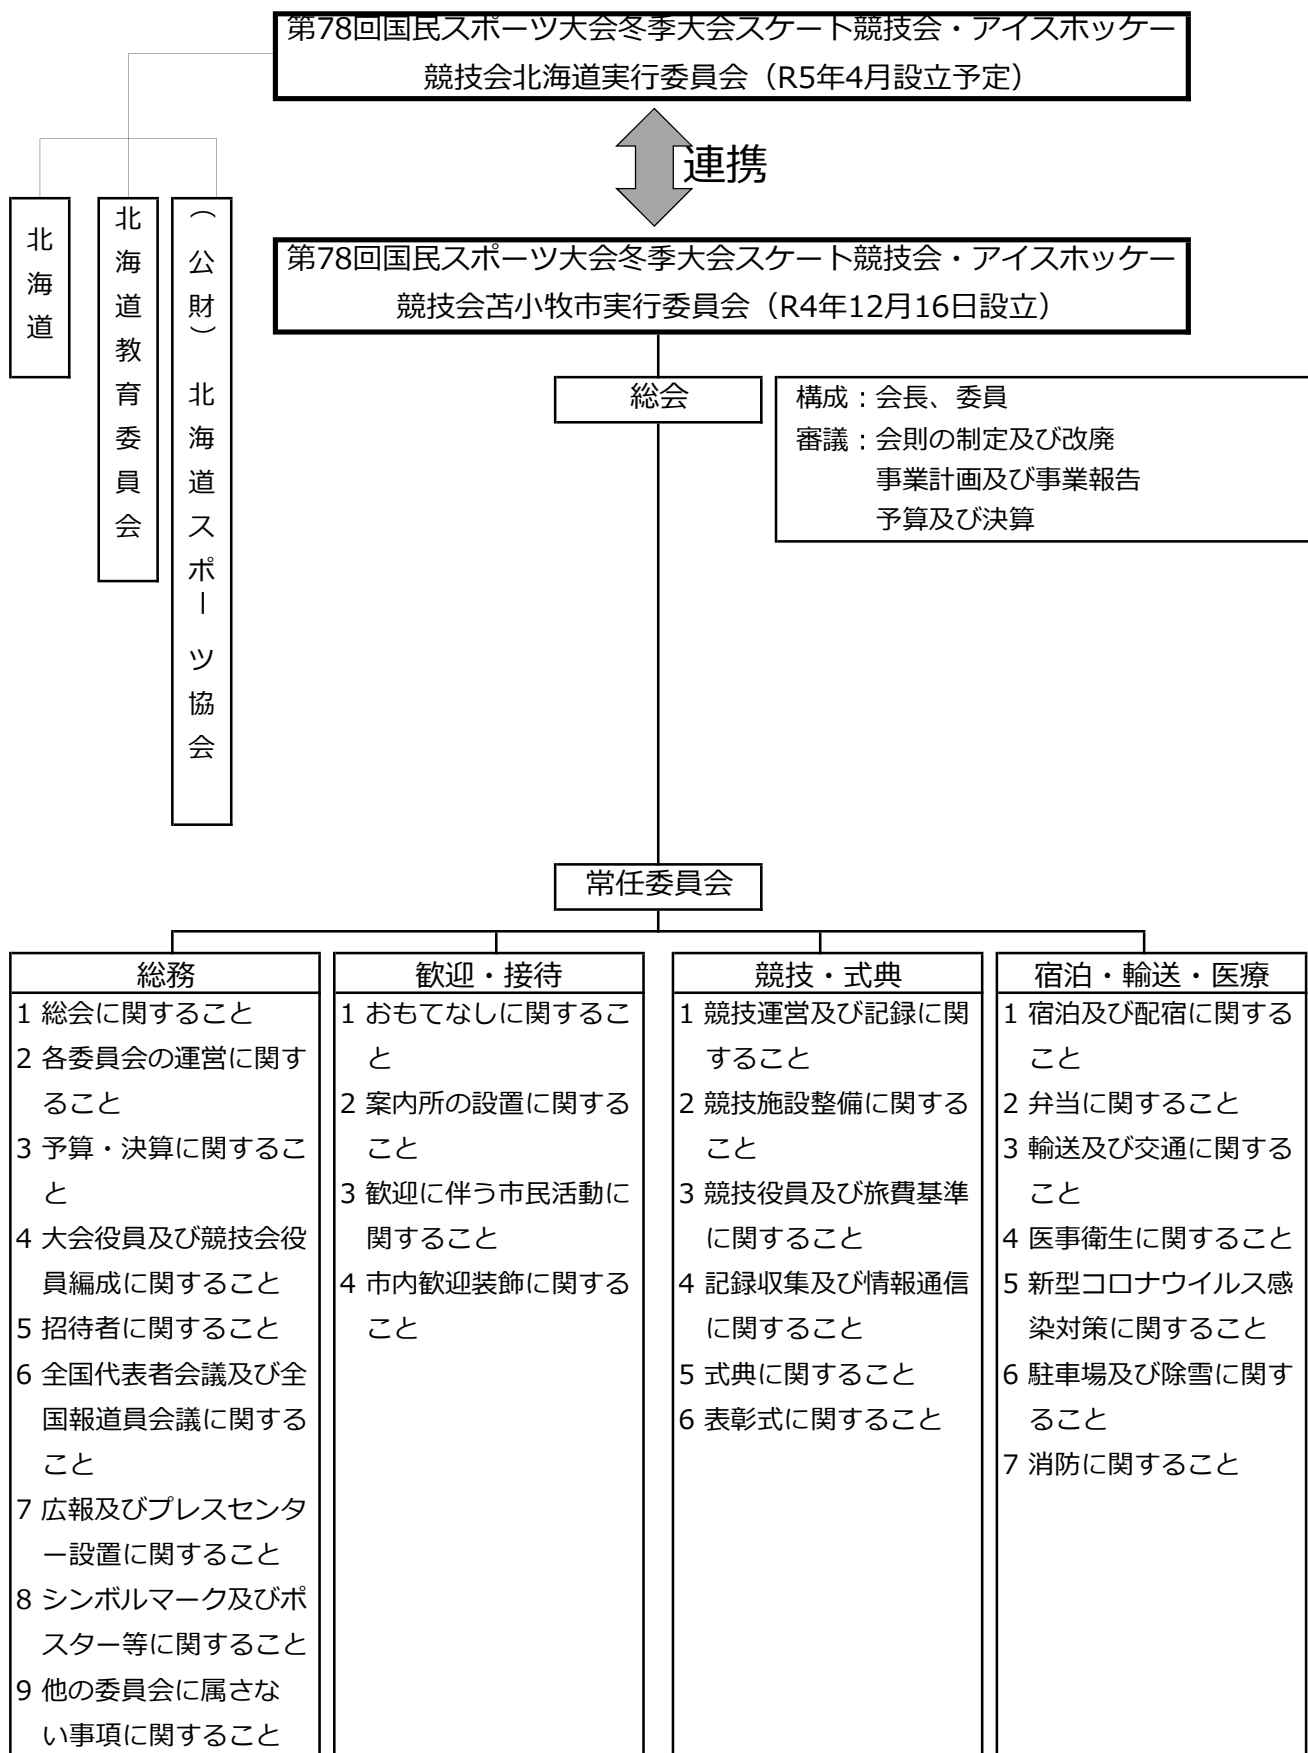 第78回国民スポーツ大会冬季大会スケート競技会・アイスホッケー
競技会北海道実行委員会（R5年4月設立予定）
連携
北海道
北海道教育委員会
（公財）北海道スポーツ協会
第78回国民スポーツ大会冬季大会スケート競技会・アイスホッケー
競技会苫小牧市実行委員会（R4年12月16日設立）
総会
構成：会長、委員
審議：会則の制定及び改廃
事業計画及び事業報告
予算及び決算
常任委員会
総務
1 総会に関すること
2 各委員会の運営に関す
ること
3 予算・決算に関するこ
と
4 大会役員及び競技会役
員編成に関すること
5 招待者に関すること
6 全国代表者会議及び全
国報道員会議に関する
こと
7 広報及びプレスセンタ
ー設置に関すること
8 シンボルマーク及びポ
スター等に関すること
9 他の委員会に属さな
い事項に関すること
歓迎・接待
1 おもてなしに関するこ
と
2 案内所の設置に関する
こと
3 歓迎に伴う市民活動に
関すること
4 市内歓迎装飾に関する
こと
競技・式典
1 競技運営及び記録に関
すること
2 競技施設整備に関する
こと
3 競技役員及び旅費基準
に関すること
4 記録収集及び情報通信
に関すること
5 式典に関すること
6 表彰式に関すること
宿泊・輸送・医療
1 宿泊及び配宿に関する
こと
2 弁当に関すること
3 輸送及び交通に関する
こと
4 医事衛生に関すること
5 新型コロナウイルス感
染対策に関すること
6 駐車場及び除雪に関す
ること
7 消防に関すること